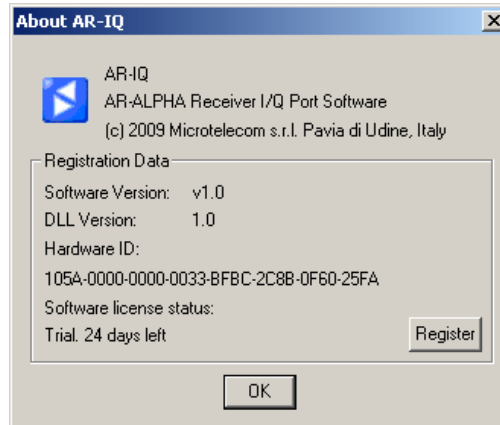 About AR-IQ
AR-IQ
AR-ALPHA Receiver I/Q Port Software
(c) 2009 Microtelecom s.r.l. Pavia di Udine, Italy
Registration Data
Software Version: v1.0
DLL Version: 1.0
Hardware ID:
105A-0000-0000-0033-BFBC-2C8B-0F60-25FA
Software license status:
Trial. 24 days left
Register
OK